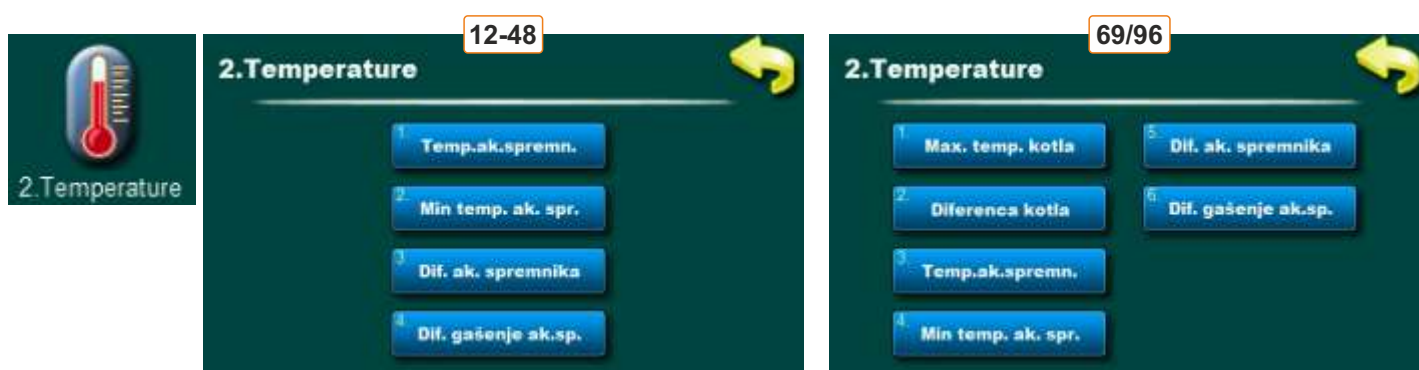 2.Temperature
12-48
2.Temperature
1. Temp.ak.spremn.
2. Min temp. ak. spr.
3. Dif. ak. spremnika
4. Dif. gašenje ak.sp.
69/96
2.Temperature
1. Max. temp. kotla
2. Diferenca kotla
3. Temp.ak.spremn.
4. Min temp. ak. spr.
5. Dif. ak. spremnika
6. Dif. gašenje ak.sp.